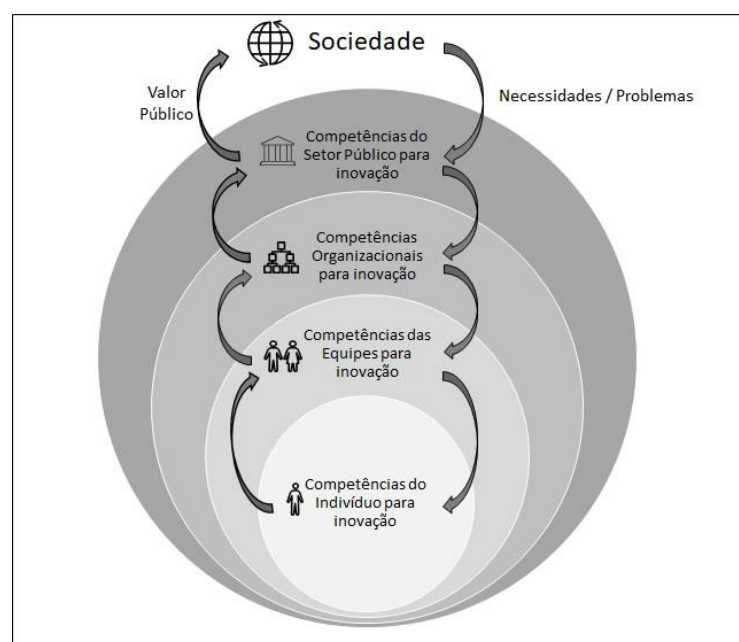 Sociedade
Valor
Público
Necessidades / Problemas
Competências do
Setor Público para
inovação
Competências
Organizacionais para
inovação
Competências das
Equipes para
inovação
Competências do
Indivíduo para
inovação